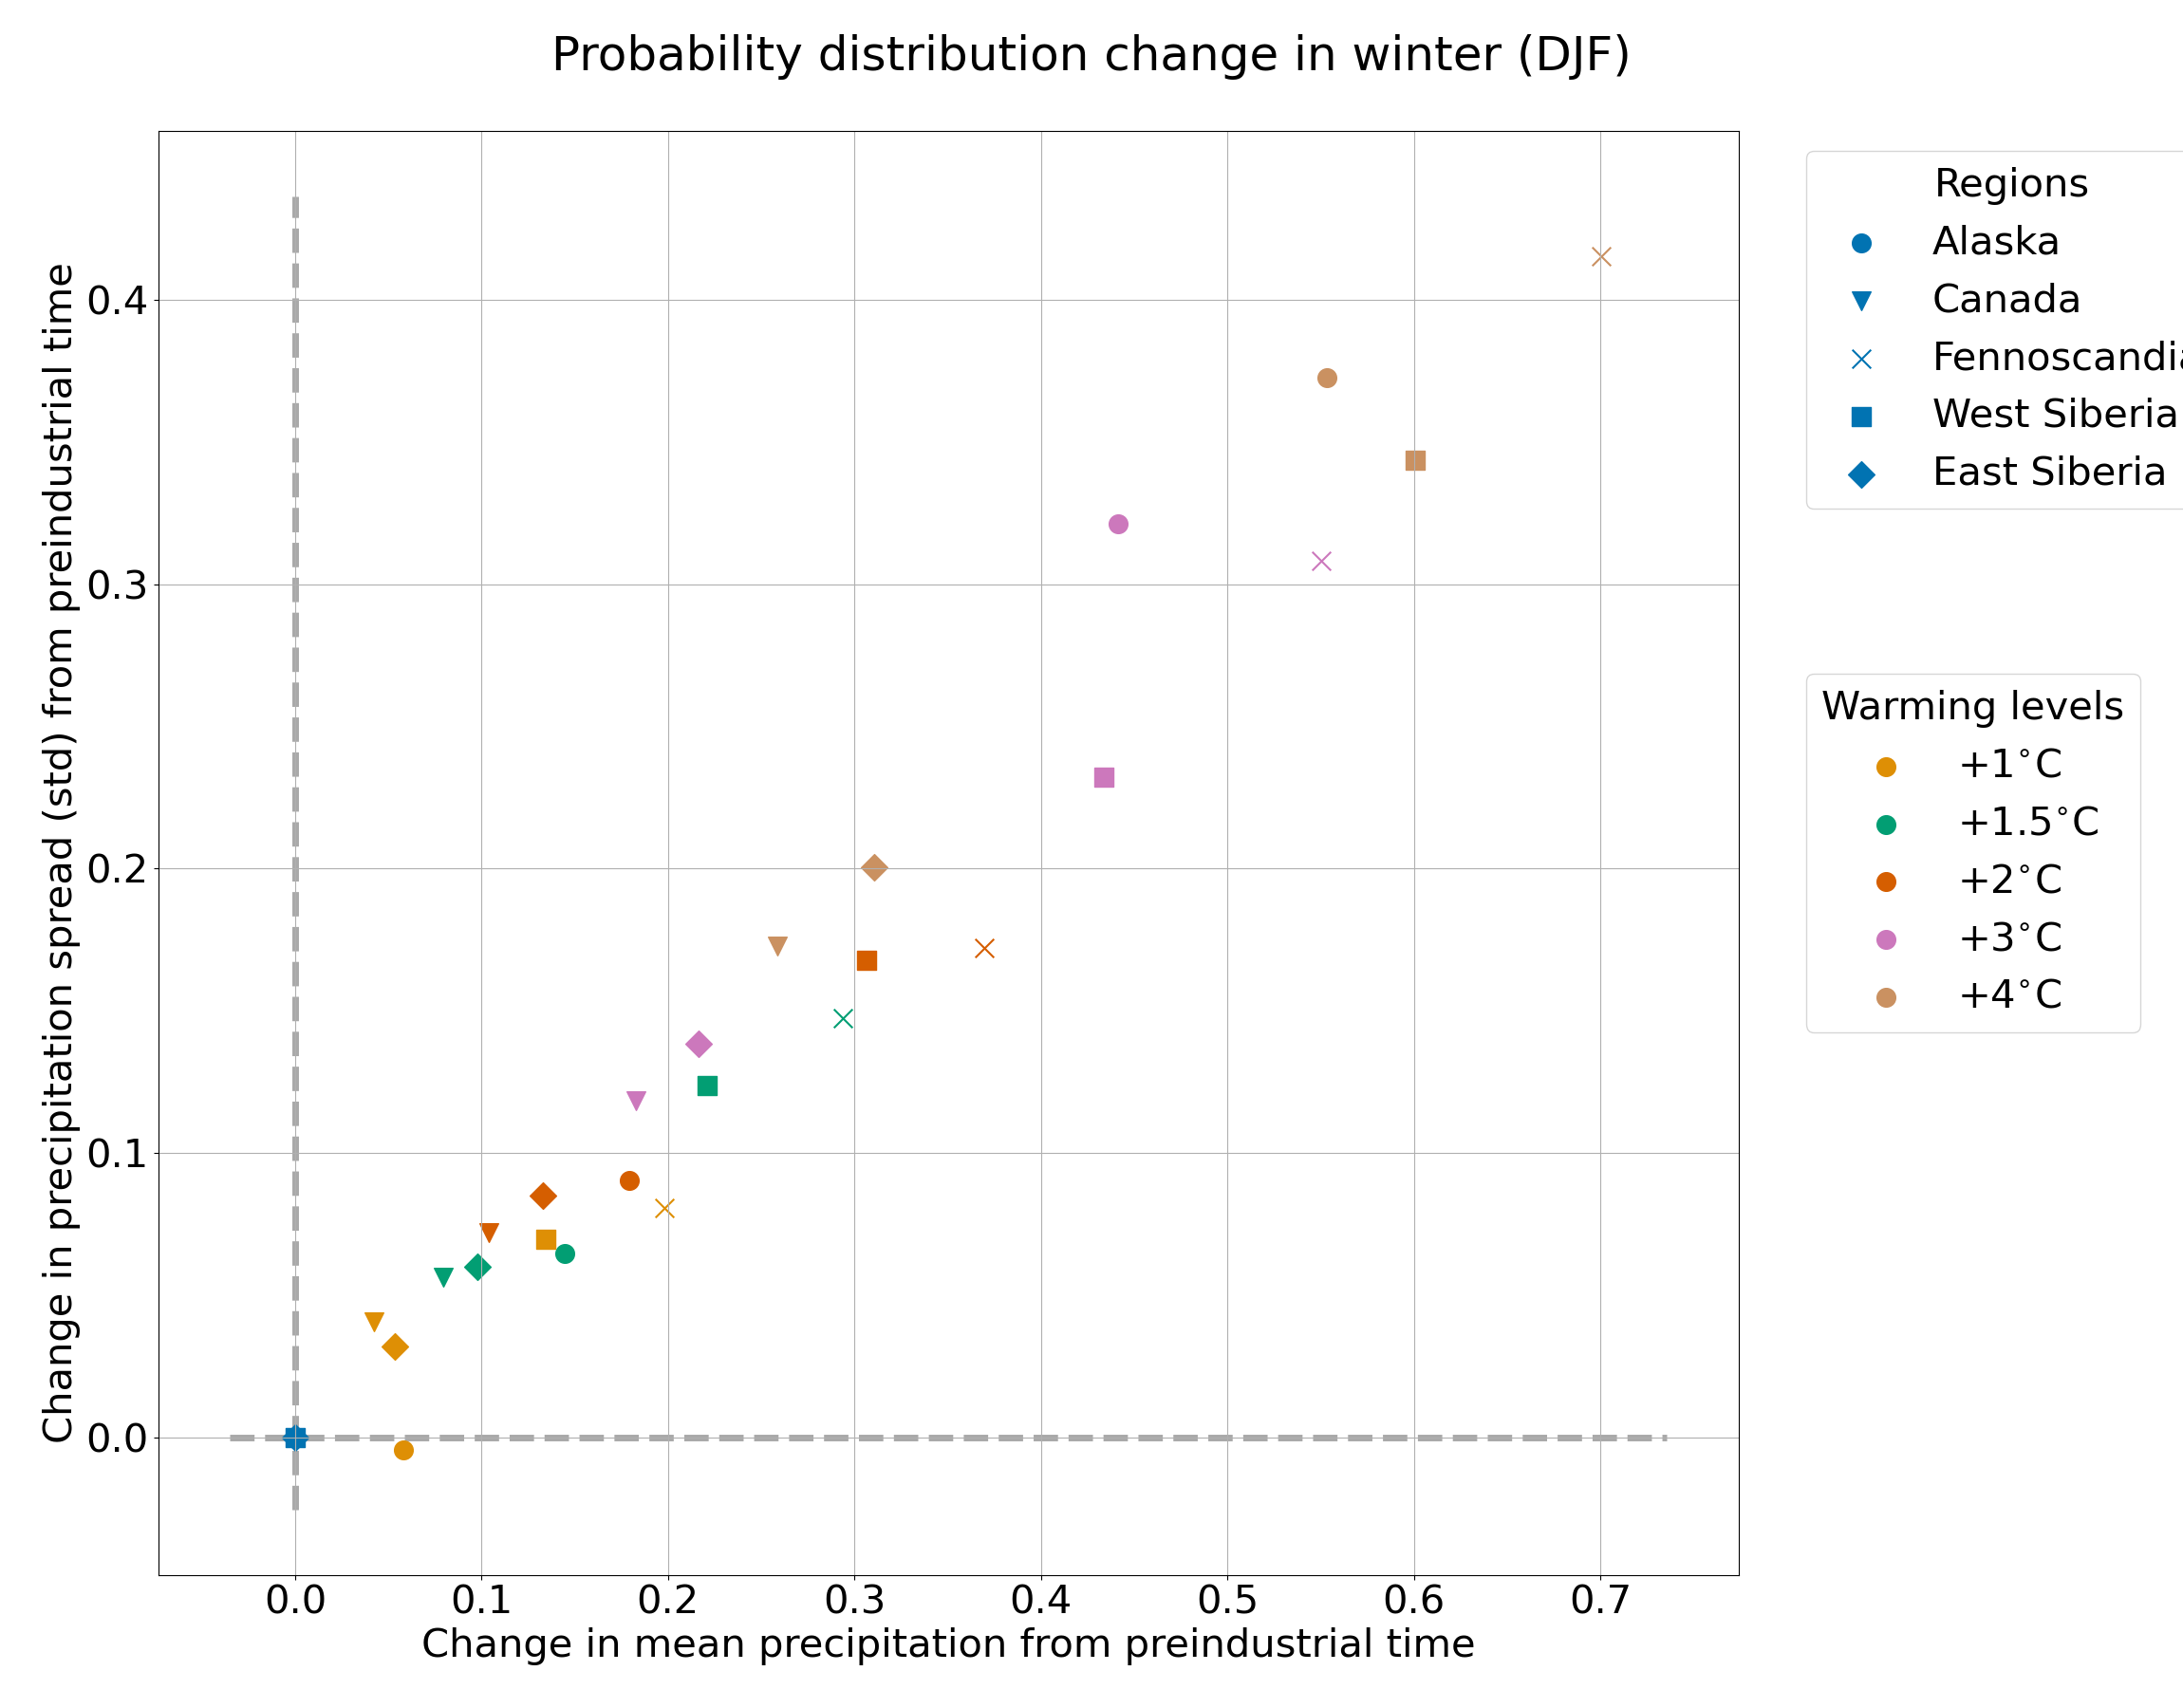 Probability distribution change in winter (DJF)
Change in precipitation spread (std) from preindustrial time
0.4
0.3
0.2
0.1
0.0
0.0 0.1 0.2 0.3 0.4 0.5 0.6 0.7
Change in mean precipitation from preindustrial time
Regions
Alaska
Canada
Fennoscandia
West Siberia
East Siberia
Warming levels
+1°C
+1.5°C
+2°C
+3°C
+4°C